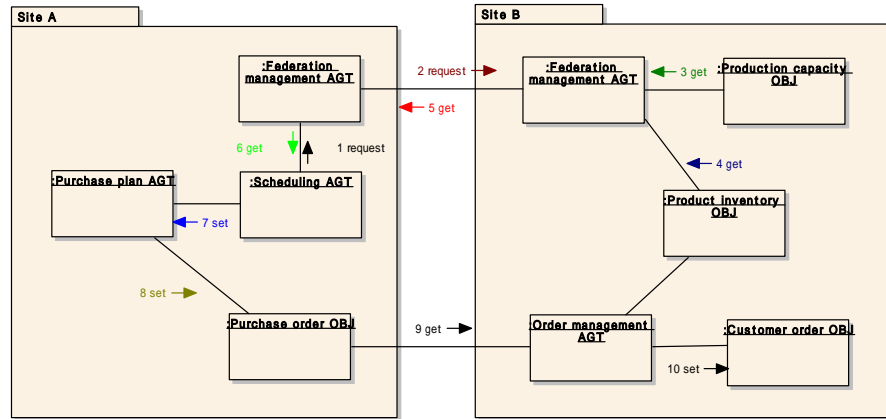 Site A
Site B
:Federation
management AGT
2 request
:Federation
management AGT
3 get
:Production capacity
OBJ
5 get
6 get
1 request
4 get
:Purchase plan AGT
:Scheduling AGT
:Product inventory
OBJ
7 set
8 set
:Purchase order OBJ
9 get
:Order management
AGT
:Customer order OBJ
10 set